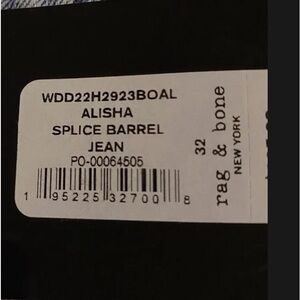 WDD22H2923BOAL
ALISHA
SPLICE BARREL
JEAN
PO-00064505
1 95225 32700 8
32
rag & bone
NEW YORK